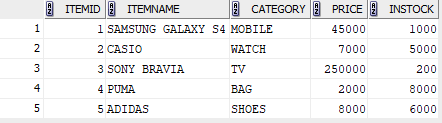 ITEMID ITEMNAME CATEGORY PRICE INSTOCK
1 1 SAMSUNG GALAXY S4 MOBILE 45000 1000
2 2 CASIO WATCH 7000 5000
3 3 SONY BRAVIA TV 250000 200
4 4 PUMA BAG 2000 8000
5 5 ADIDAS SHOES 8000 6000